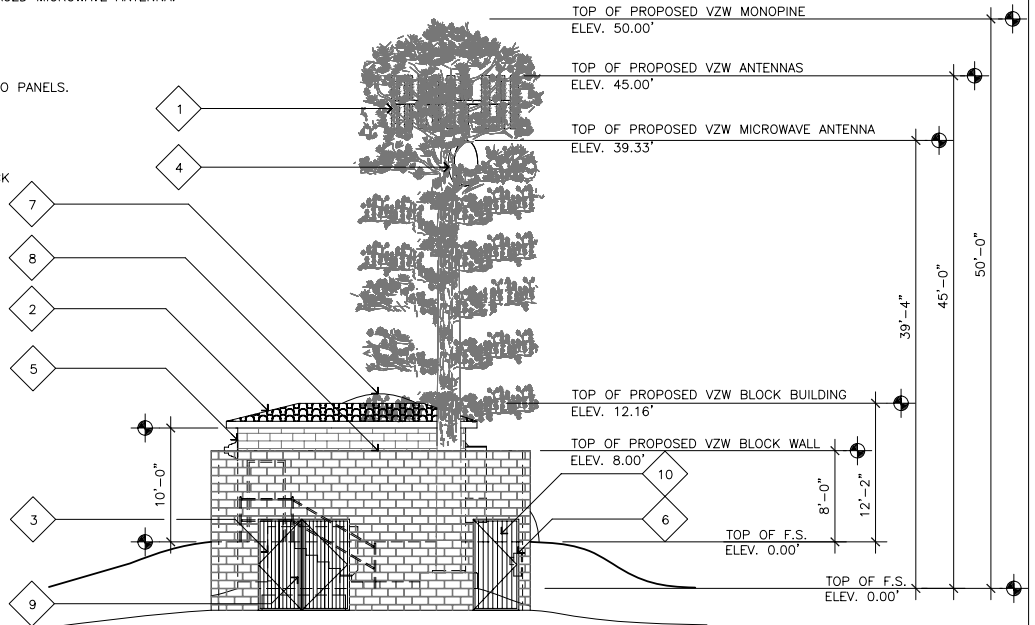 TOP OF PROPOSED VZW MONOPINE
ELEV. 50.00'
O PANELS.
TOP OF PROPOSED VZW ANTENNAS
ELEV. 45.00'
1
TOP OF PROPOSED VZW MICROWAVE ANTENNA
ELEV. 39.33'
4
CK
7
8
2
5
50'-0"
45'-0"
39'-4"
TOP OF PROPOSED VZW BLOCK BUILDING
ELEV. 12.16'
TOP OF PROPOSED VZW BLOCK WALL
ELEV. 8.00'
10
10'-0"
8'-0"
12'-2"
3
6
TOP OF F.S.
ELEV. 0.00'
TOP OF F.S.
ELEV. 0.00'
9